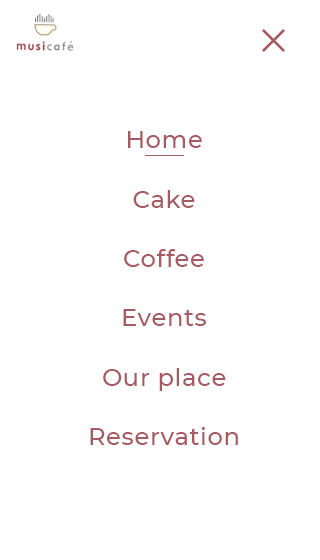 musicafé
Home
Cake
Coffee
Events
Our place
Reservation